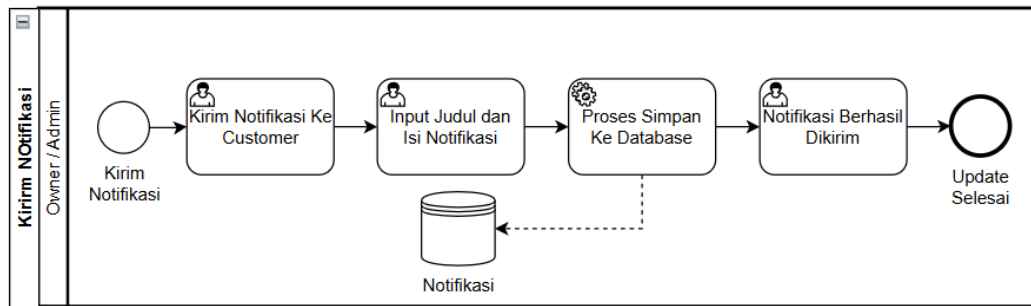 Kirirm NOtifikasi
Owner / Admin
Kirim
Notifikasi
Kirim Notifikasi Ke
Customer
Input Judul dan
Isi Notifikasi
Proses Simpan
Ke Database
Notifikasi Berhasil
Dikirim
Update
Selesai
Notifikasi